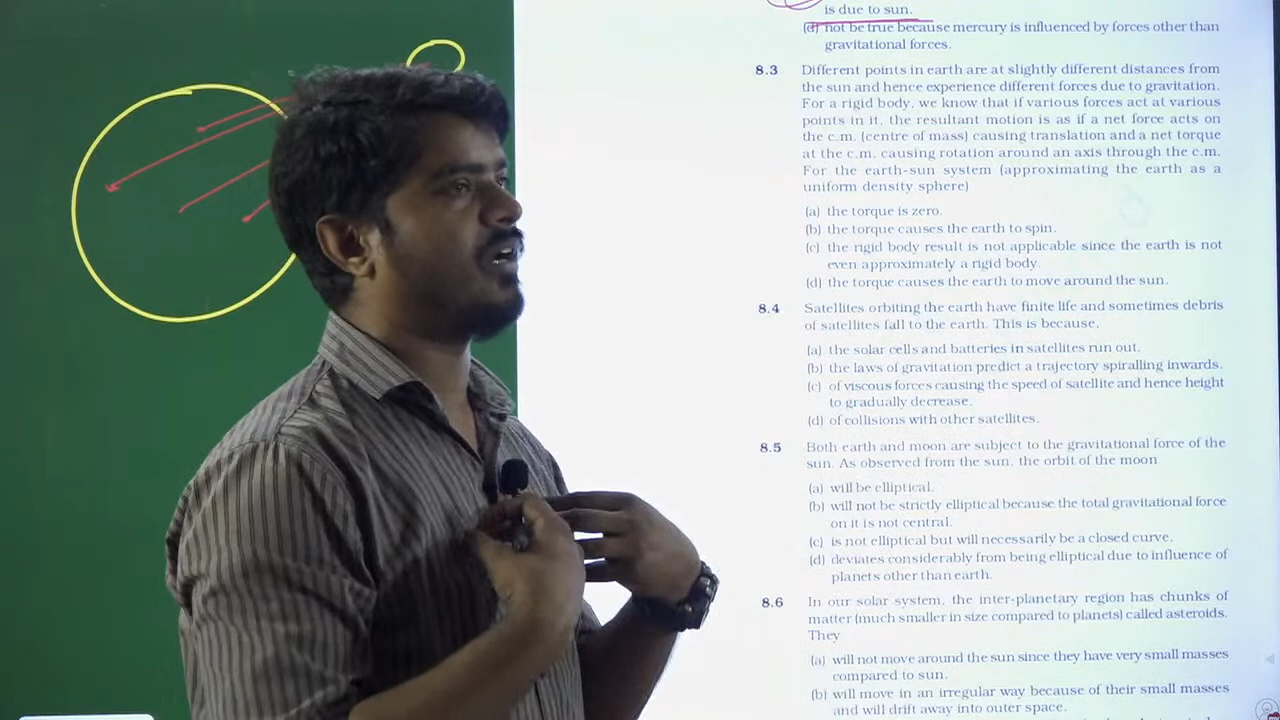 is due to sun.
(d) not be true because mercury is influenced by forces other than
gravitational forces.
8.3 Different points in earth are at slightly different distances from
the sun and hence experience different forces due to gravitation.
For a rigid body, we know that if various forces act at various
points in it, the resultant motion is as if a net force acts on
the c.m. (centre of mass) causing translation and a net torque
at the c.m. causing rotation around an axis through the c.m.
For the earth-sun system (approximating the earth as a
uniform density sphere)
(a) the torque is zero.
(b) the torque causes the earth to spin.
(c) the rigid body result is not applicable since the earth is not
even approximately a rigid body.
(d) the torque causes the earth to move around the sun.
8.4 Satellites orbiting the earth have finite life and sometimes debris
of satellites fall to the earth. This is because,
(a) the solar cells and batteries in satellites run out.
(b) the laws of gravitation predict a trajectory spiralling inwards.
(c) of viscous forces causing the speed of satellite and hence height
to gradually decrease.
(d) of collisions with other satellites.
8.5 Both earth and moon are subject to the gravitational force of the
sun. As observed from the sun, the orbit of the moon
(a) will be elliptical.
(b) will not be strictly elliptical because the total gravitational force
on it is not central.
(c) is not elliptical but will necessarily be a closed curve.
(d) deviates considerably from being elliptical due to influence of
planets other than earth.
8.6 In our solar system, the inter-planetary region has chunks of
matter (much smaller in size compared to planets) called asteroids.
They
(a) will not move around the sun since they have very small masses
compared to sun.
(b) will move in an irregular way because of their small masses
and will drift away into outer space.